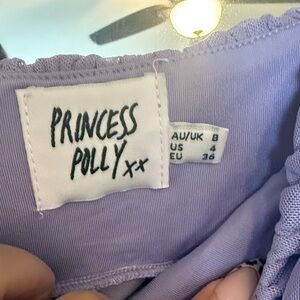 PRINCESS
POLLY xx
AU/UK 8
US 4
EU 36